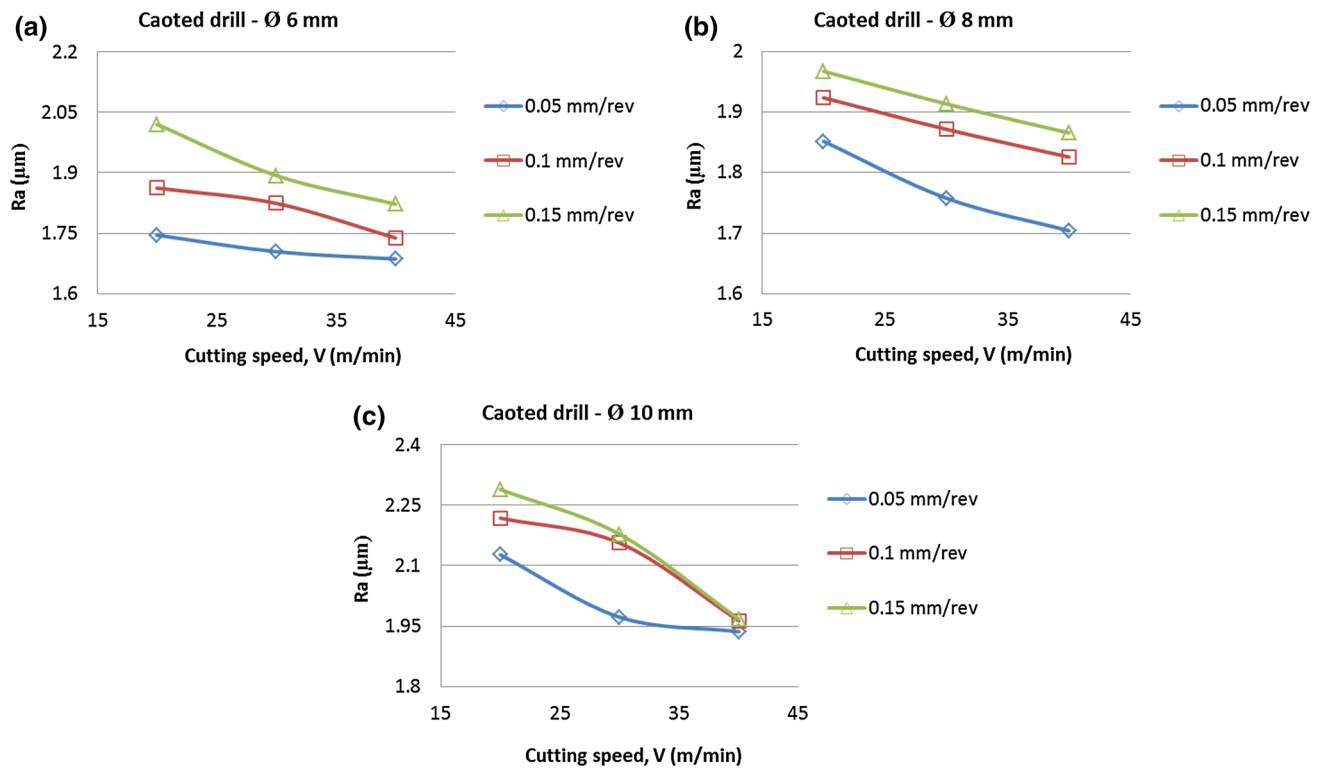 (a)
Caoted drill - Ø 6 mm
2.2
2.05
1.9
1.75
1.6
Ra (µm)
15 25 35 45
Cutting speed, V (m/min)
0.05 mm/rev
0.1 mm/rev
0.15 mm/rev
(b)
Caoted drill - Ø 8 mm
2
1.9
1.8
1.7
1.6
Ra (µm)
15 25 35 45
Cutting speed, V (m/min)
0.05 mm/rev
0.1 mm/rev
0.15 mm/rev
(c)
Caoted drill - Ø 10 mm
2.4
2.25
2.1
1.95
1.8
Ra (µm)
15 25 35 45
Cutting speed, V (m/min)
0.05 mm/rev
0.1 mm/rev
0.15 mm/rev